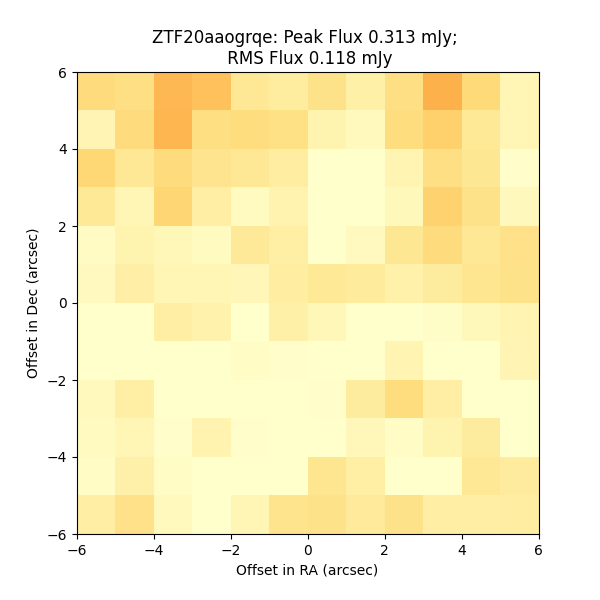 ZTF20aaogrqe: Peak Flux 0.313 mJy;
RMS Flux 0.118 mJy
6
4
2
0
−2
−4
−6
Offset in Dec (arcsec)
−6 −4 −2 0 2 4 6
Offset in RA (arcsec)